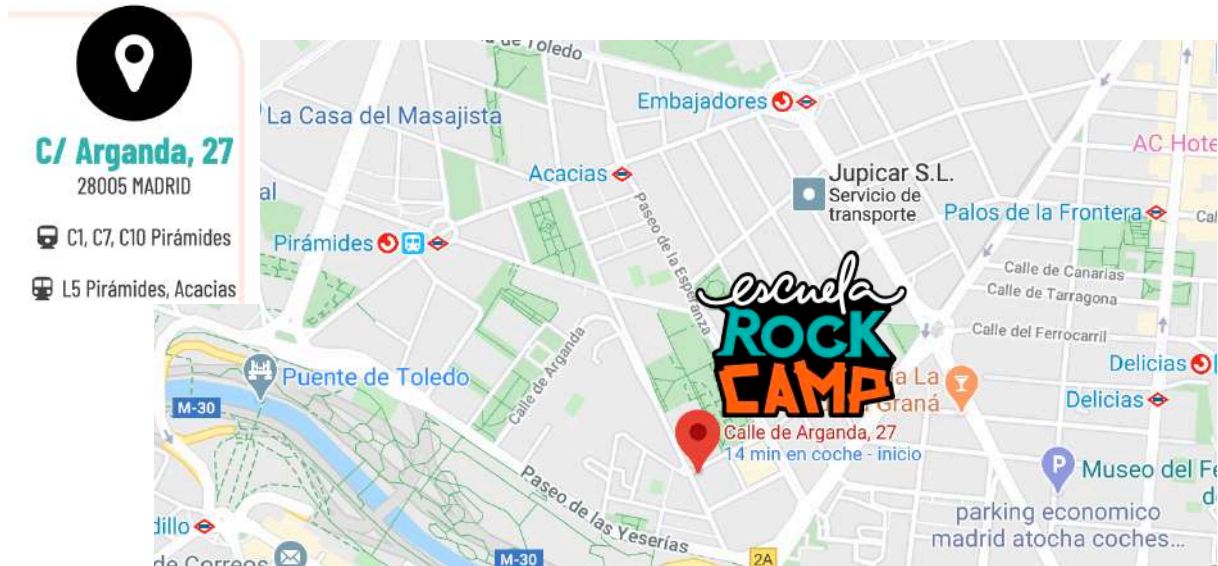 C/ Arganda, 27
28005 MADRID
C1, C7, C10 Pirámides
L5 Pirámides, Acacias
de Toledo
La Casa del Masajista
Embajadores
AC Hote
Acacias
Jupicar S.L.
Servicio de
transporte
al
Palos de la Frontera
Cal
Pirámides
Paseo de la Esperanza
Calle de Canarias
Calle de Tarragona
escuela
ROCK
CAMP
Calle del Ferrocarril
Calle de Arganda
Puente de Toledo
a La
Graná
Delicias
Delicias
M-30
Calle de Arganda, 27
14 min en coche - inicio
P
Museo del Fe
d
Paseo de las Yeserías
parking economico
madrid atocha coches...
dillo
de Correos
M-30
2A